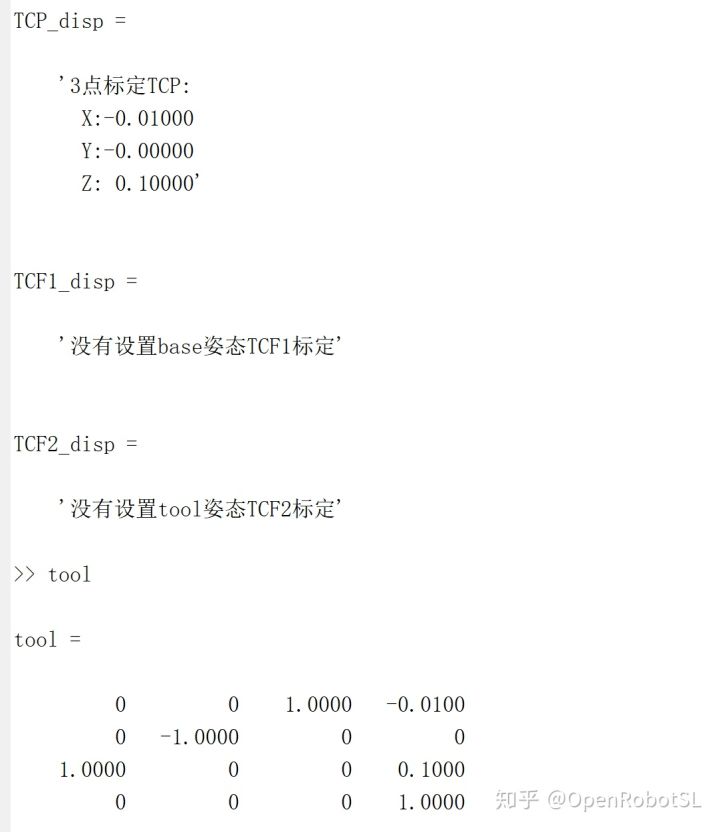 TCP_disp =
'3点标定TCP:
X:-0.01000
Y:-0.00000
Z: 0.10000'
TCF1_disp =
'没有设置base姿态TCF1标定'
TCF2_disp =
'没有设置tool姿态TCF2标定'
>> tool
tool =
0 0 1.0000 -0.0100
0 -1.0000 0 0
1.0000 0 0 0.1000
0 0 0 1.0000
知乎 @OpenRobotSL